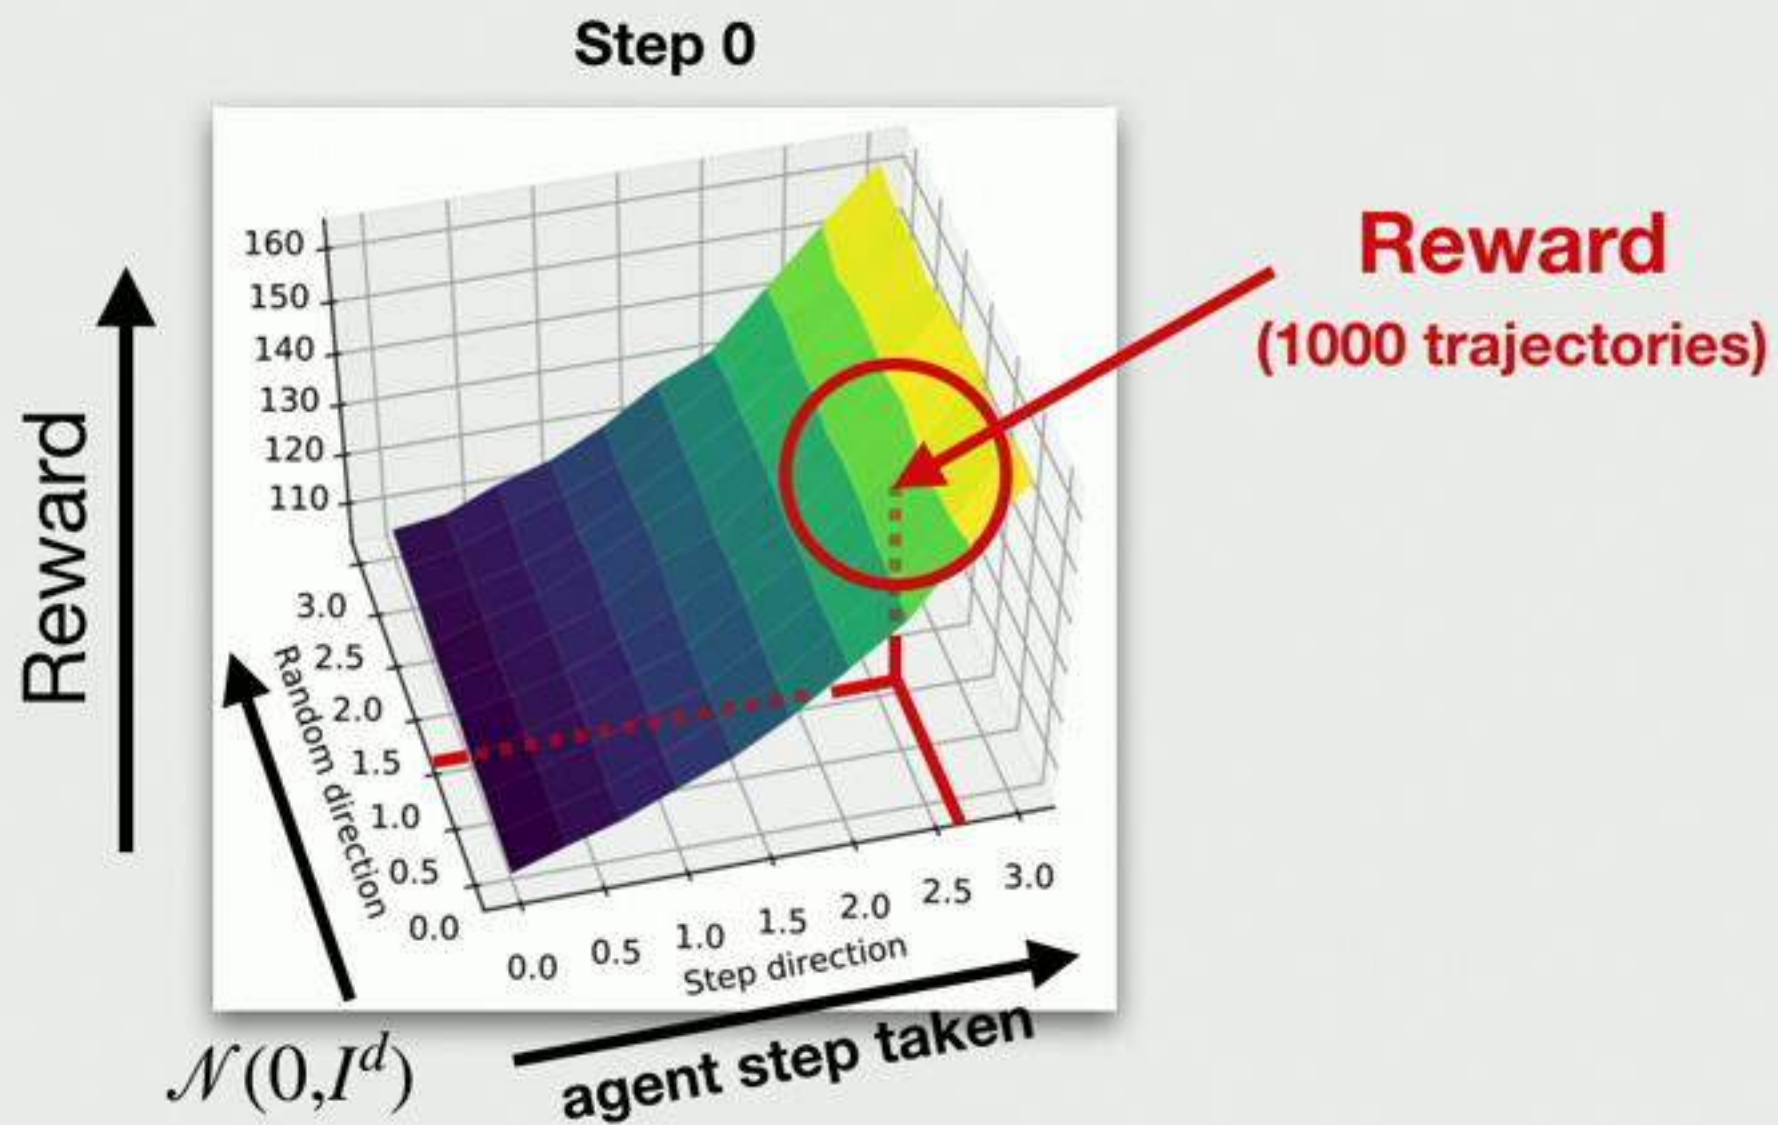 Step 0
Reward
(1000 trajectories)
Reward
160
150
140
130
120
110
3.0
2.5
2.0
1.5
1.0
0.5
0.0
Random direction
0.0
0.5
1.0
1.5
2.0
2.5
3.0
Step direction
𝒩(0,I^d)
agent step taken